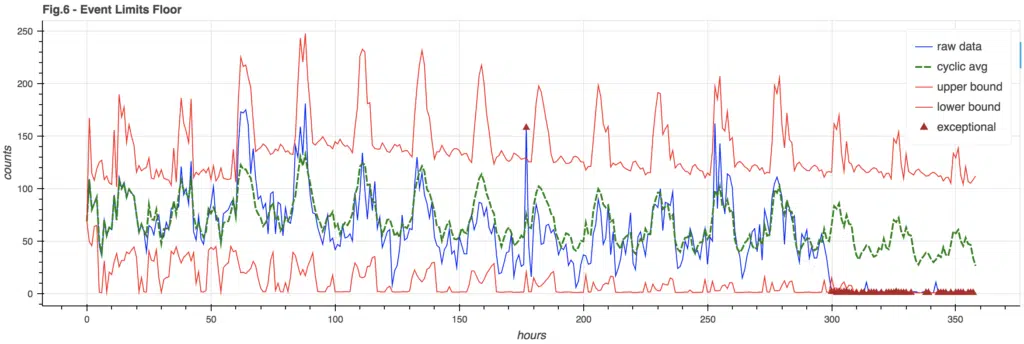 Fig.6 - Event Limits Floor
250
200
150
100
50
0
counts
raw data
cyclic avg
upper bound
lower bound
exceptional
0 50 100 150 200 250 300 350
hours